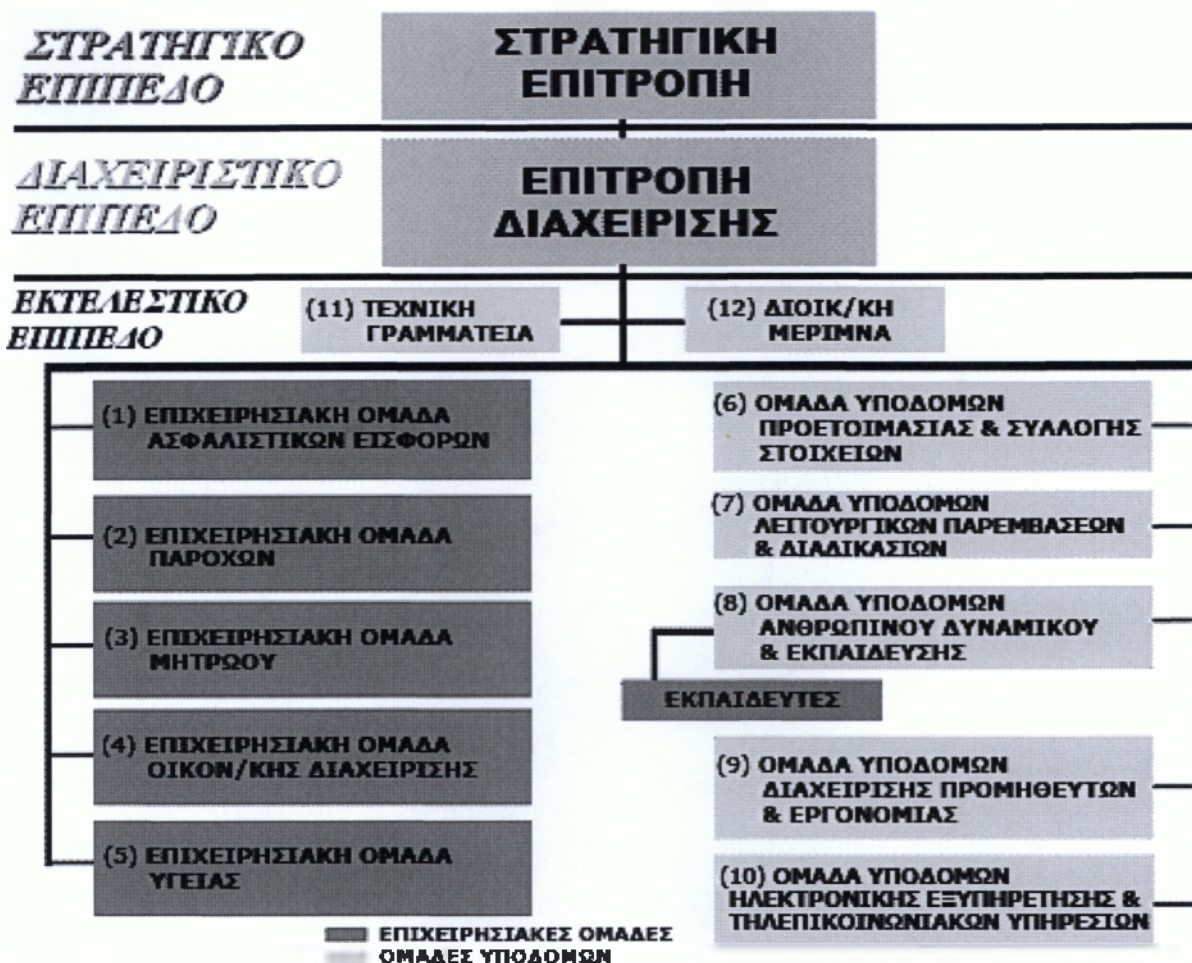 ΣΤΡΑΤΗΓΙΚΟ
ΕΠΙΠΕΔΟ
ΣΤΡΑΤΗΓΙΚΗ
ΕΠΙΤΡΟΠΗ
ΔΙΑΧΕΙΡΙΣΤΙΚΟ
ΕΠΙΠΕΔΟ
ΕΠΙΤΡΟΠΗ
ΔΙΑΧΕΙΡΙΣΗΣ
ΕΚΤΕΛΕΣΤΙΚΟ
ΕΠΙΠΕΔΟ
(11) ΤΕΧΝΙΚΗ
ΓΡΑΜΜΑΤΕΙΑ
(12) ΔΙΟΙΚ/ΚΗ
ΜΕΡΙΜΝΑ
(1) ΕΠΙΧΕΙΡΗΣΙΑΚΗ ΟΜΑΔΑ
ΑΣΦΑΛΙΣΤΙΚΩΝ ΕΙΣΦΟΡΩΝ
(2) ΕΠΙΧΕΙΡΗΣΙΑΚΗ ΟΜΑΔΑ
ΠΑΡΟΧΩΝ
(3) ΕΠΙΧΕΙΡΗΣΙΑΚΗ ΟΜΑΔΑ
ΜΗΤΡΩΟΥ
(4) ΕΠΙΧΕΙΡΗΣΙΑΚΗ ΟΜΑΔΑ
ΟΙΚΟΝ/ΚΗΣ ΔΙΑΧΕΙΡΙΣΗΣ
(5) ΕΠΙΧΕΙΡΗΣΙΑΚΗ ΟΜΑΔΑ
ΥΓΕΙΑΣ
(6) ΟΜΑΔΑ ΥΠΟΔΟΜΩΝ
ΠΡΟΕΤΟΙΜΑΣΙΑΣ & ΣΥΛΛΟΓΗΣ
ΣΤΟΙΧΕΙΩΝ
(7) ΟΜΑΔΑ ΥΠΟΔΟΜΩΝ
ΛΕΙΤΟΥΡΓΙΚΩΝ ΠΑΡΕΜΒΑΣΕΩΝ
& ΔΙΑΔΙΚΑΣΙΩΝ
(8) ΟΜΑΔΑ ΥΠΟΔΟΜΩΝ
ΑΝΘΡΩΠΙΝΟΥ ΔΥΝΑΜΙΚΟΥ
& ΕΚΠΑΙΔΕΥΣΗΣ
ΕΚΠΑΙΔΕΥΤΕΣ
(9) ΟΜΑΔΑ ΥΠΟΔΟΜΩΝ
ΔΙΑΧΕΙΡΙΣΗΣ ΠΡΟΜΗΘΕΥΤΩΝ
& ΕΡΓΟΝΟΜΙΑΣ
(10) ΟΜΑΔΑ ΥΠΟΔΟΜΩΝ
ΗΛΕΚΤΡΟΝΙΚΗΣ ΕΞΥΠΗΡΕΤΗΣΗΣ &
ΤΗΛΕΠΙΚΟΙΝΩΝΙΑΚΩΝ ΥΠΗΡΕΣΙΩΝ
ΕΠΙΧΕΙΡΗΣΙΑΚΕΣ ΟΜΑΔΕΣ
ΟΜΑΔΕΣ ΥΠΟΔΟΜΩΝ